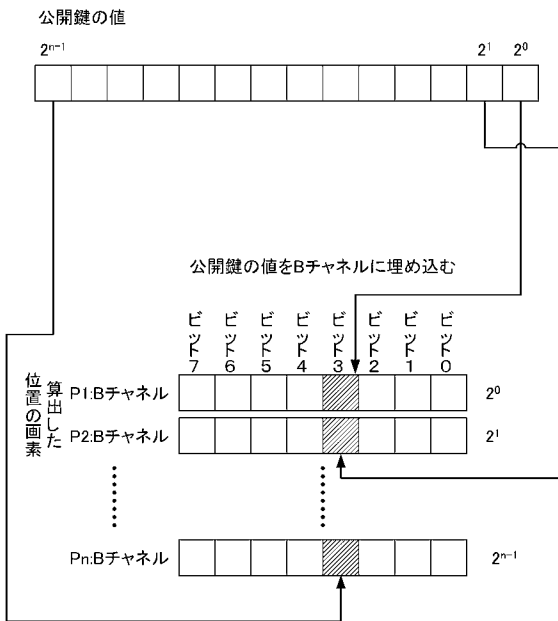 公開鍵の値
2ⁿ⁻¹ 2¹ 2⁰
公開鍵の値をBチャネルに埋め込む
ビット7 ビット6 ビット5 ビット4 ビット3 ビット2 ビット1 ビット0
算出した
位置の画素
P1:Bチャネル 2⁰
P2:Bチャネル 2¹
Pn:Bチャネル 2ⁿ⁻¹